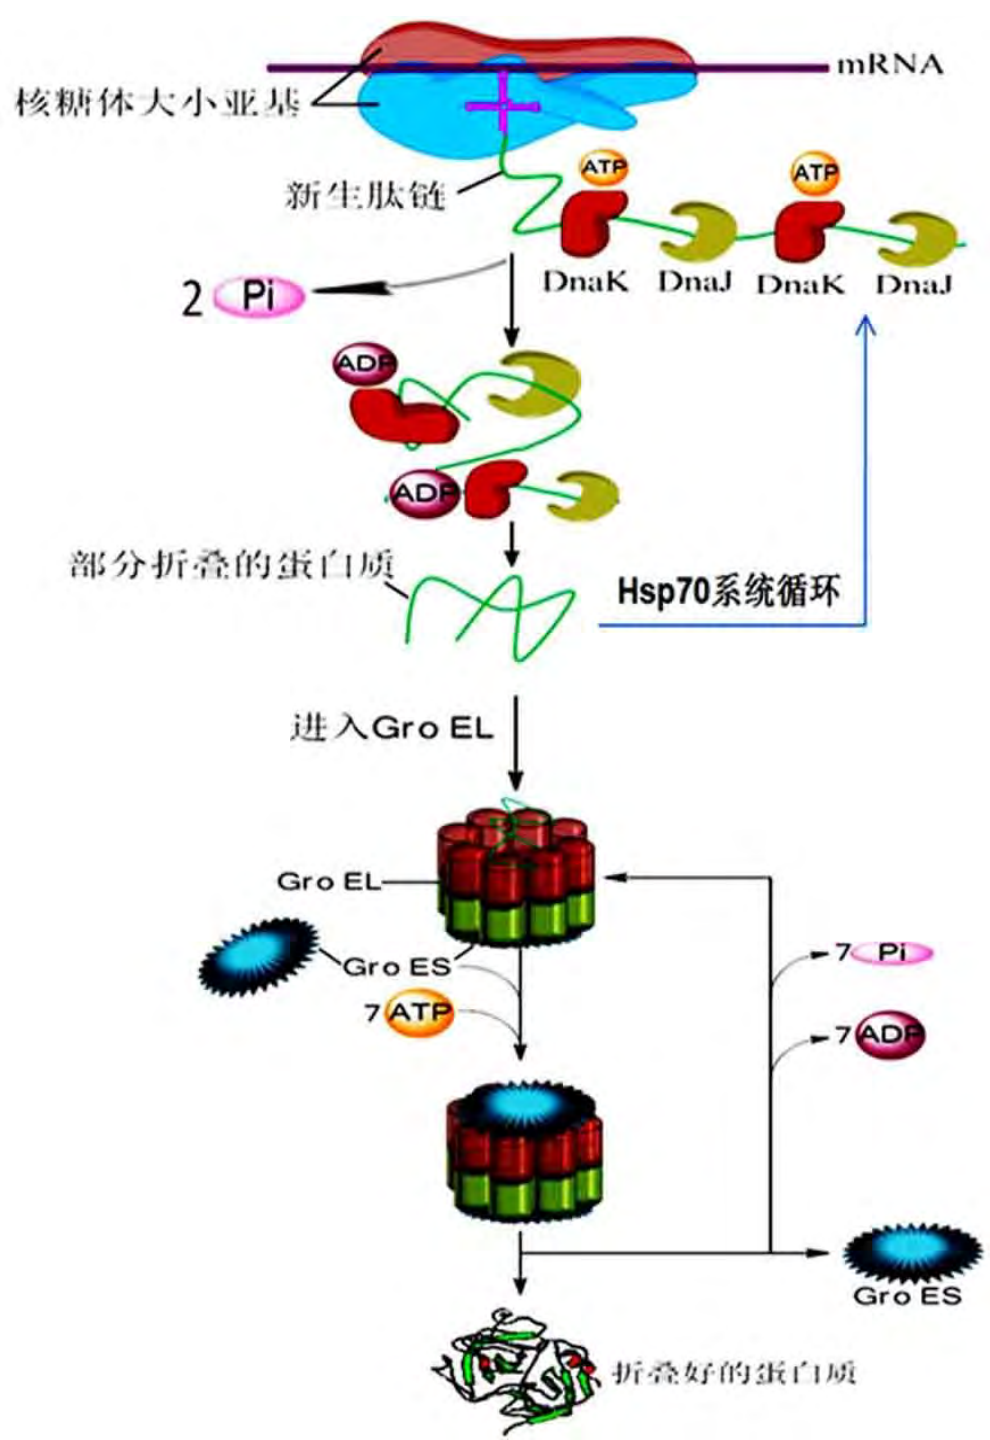 mRNA
核糖体大小亚基
ATP
ATP
新生肽链
DnaK
DnaJ
DnaK
DnaJ
2 Pi
ADP
ADP
部分折叠的蛋白质
Hsp70系统循环
进入Gro EL
Gro EL
Gro ES
7 Pi
7 ATP
7 ADP
Gro ES
折叠好的蛋白质